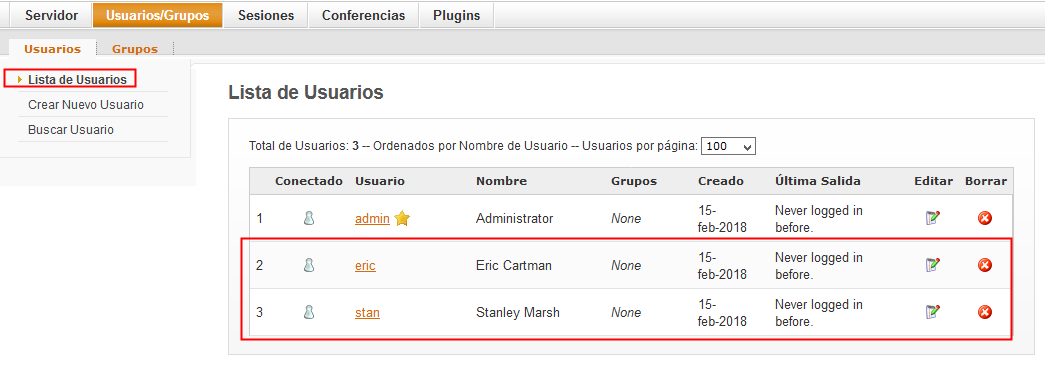 Servidor Usuarios/Grupos Sesiones Conferencias Plugins
Usuarios Grupos
Lista de Usuarios
Crear Nuevo Usuario
Buscar Usuario
Lista de Usuarios
Total de Usuarios: 3 -- Ordenados por Nombre de Usuario -- Usuarios por página: 100
Conectado Usuario Nombre Grupos Creado Última Salida Editar Borrar
1 admin Administrator None 15-feb-2018 Never logged in before.
2 eric Eric Cartman None 15-feb-2018 Never logged in before.
3 stan Stanley Marsh None 15-feb-2018 Never logged in before.